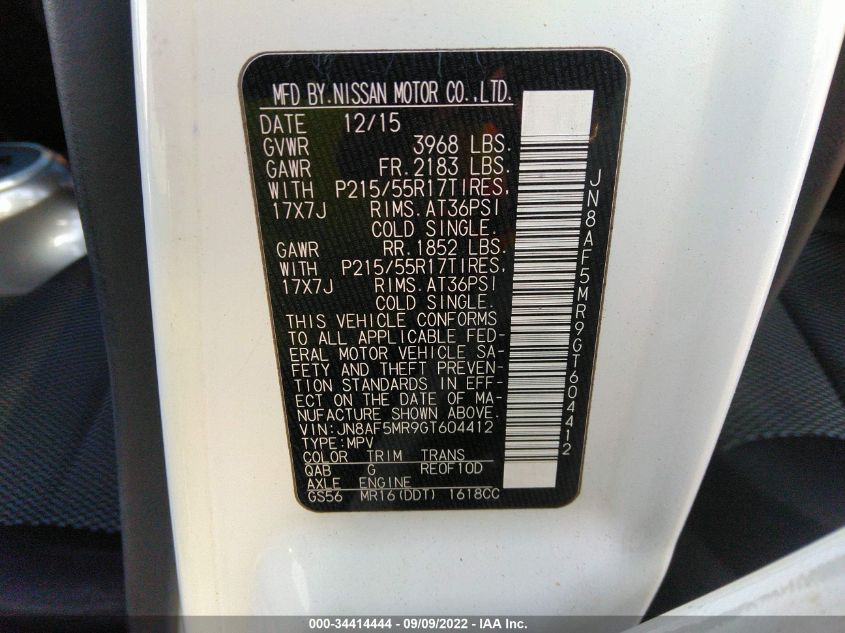 MFD BY.NISSAN MOTOR CO.,LTD.
DATE 12/15
GVWR 3968 LBS.
GAWR FR.2183 LBS.
WITH P215/55R17TIRES,
17X7J RIMS.AT36PSI
COLD SINGLE.
GAWR RR.1852 LBS.
WITH P215/55R17TIRES,
17X7J RIMS.AT36PSI
COLD SINGLE.
THIS VEHICLE CONFORMS
TO ALL APPLICABLE FED-
ERAL MOTOR VEHICLE SA-
FETY AND THEFT PREVEN-
TION STANDARDS IN EFF-
ECT ON THE DATE OF MA-
NUFACTURE SHOWN ABOVE.
VIN:JN8AF5MR9GT604412
TYPE:MPV
COLOR TRIM TRANS
QAB G RE0F10D
AXLE ENGINE
GS56 MR16(DDT) 1618CC
JN8AF5MR9GT604412
000-34414444 - 09/09/2022 - IAA Inc.